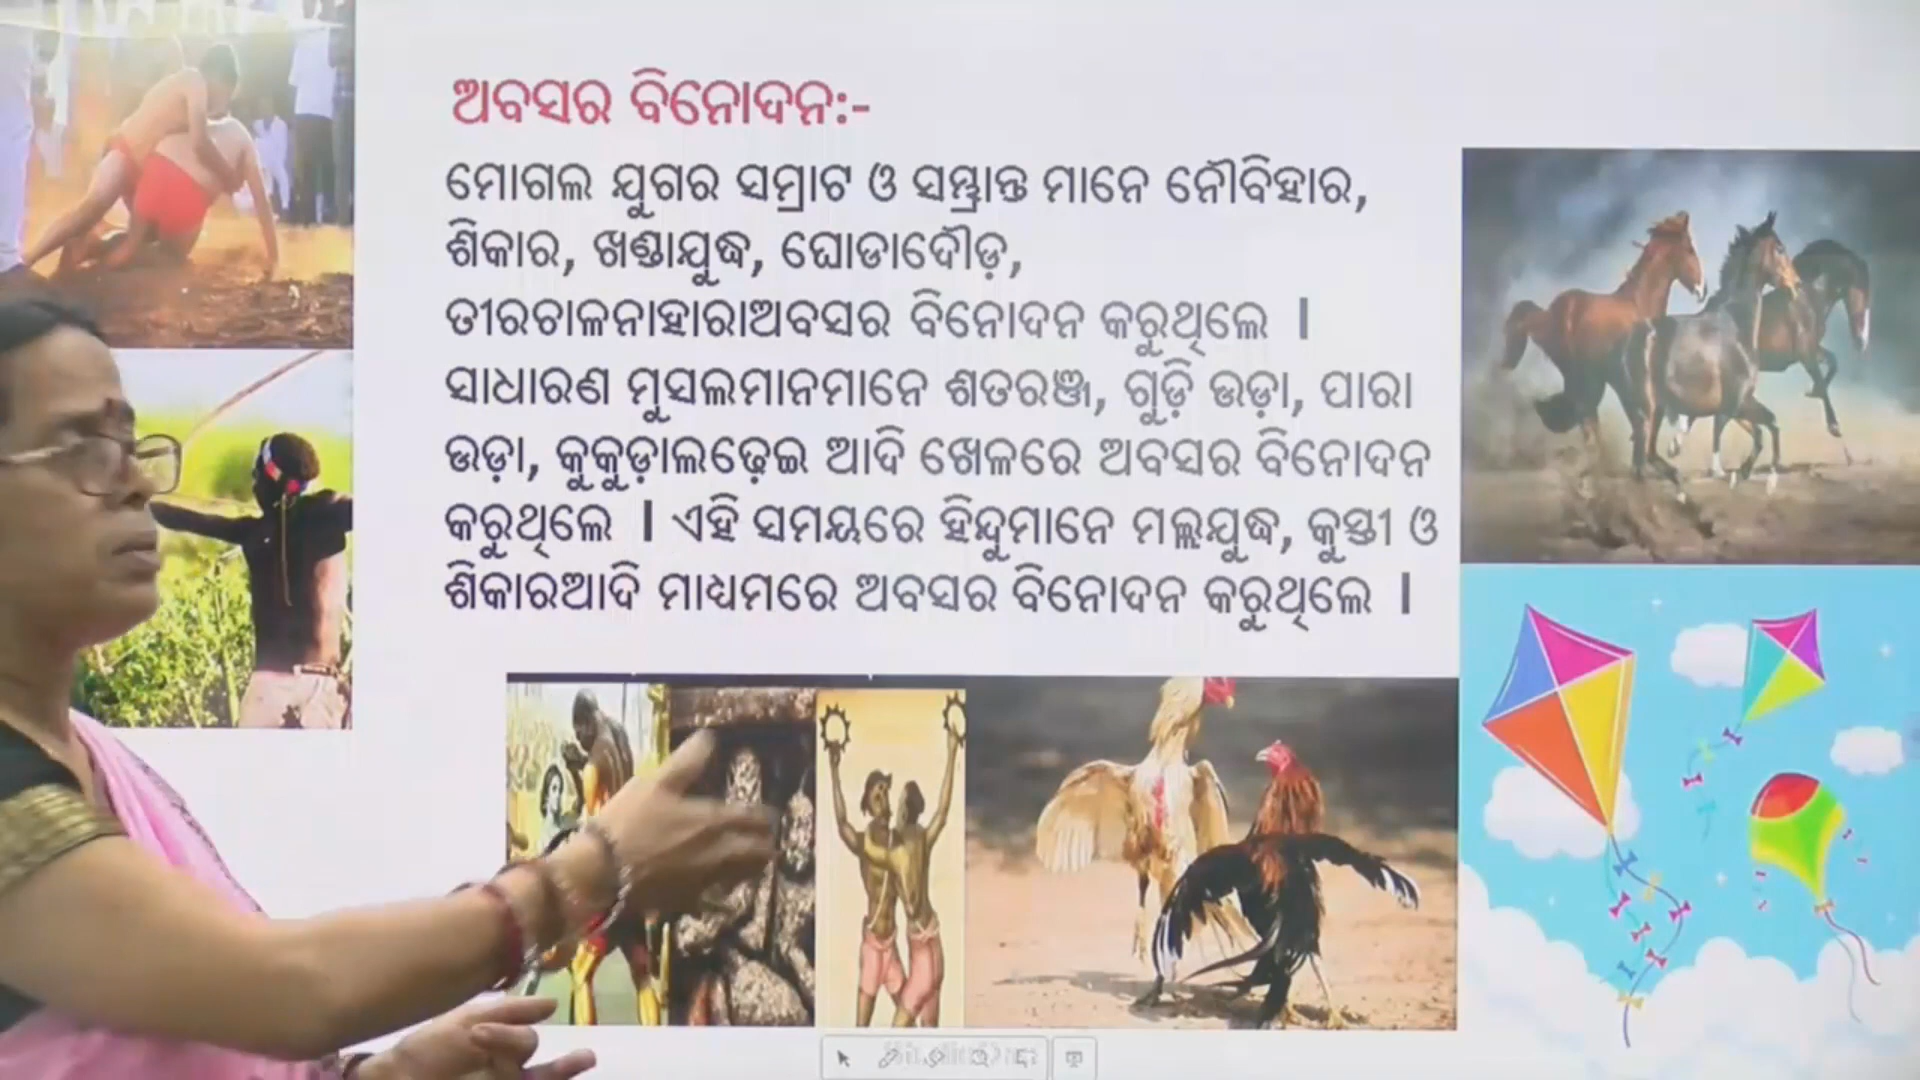 ଅବସର ବିନୋଦନ:-
ମୋଗଲ ଯୁଗର ସମ୍ରାଟ ଓ ସମ୍ଭ୍ରାନ୍ତ ମାନେ ନୌବିହାର,
ଶିକାର, ଖଣ୍ଡାଯୁଦ୍ଧ, ଘୋଡାଦୌଡ଼,
ତୀରଚାଳନାହାରାଅବସର ବିନୋଦନ କରୁଥିଲେ ।
ସାଧାରଣ ମୁସଲମାନମାନେ ଶତରଞ୍ଜ, ଗୁଡ଼ି ଉଡ଼ା, ପାରା
ଉଡ଼ା, କୁକୁଡ଼ାଲଢ଼େଇ ଆଦି ଖେଳରେ ଅବସର ବିନୋଦନ
କରୁଥିଲେ । ଏହି ସମୟରେ ହିନ୍ଦୁମାନେ ମଲ୍ଲଯୁଦ୍ଧ, କୁସ୍ତୀ ଓ
ଶିକାରଆଦି ମାଧ୍ୟମରେ ଅବସର ବିନୋଦନ କରୁଥିଲେ ।